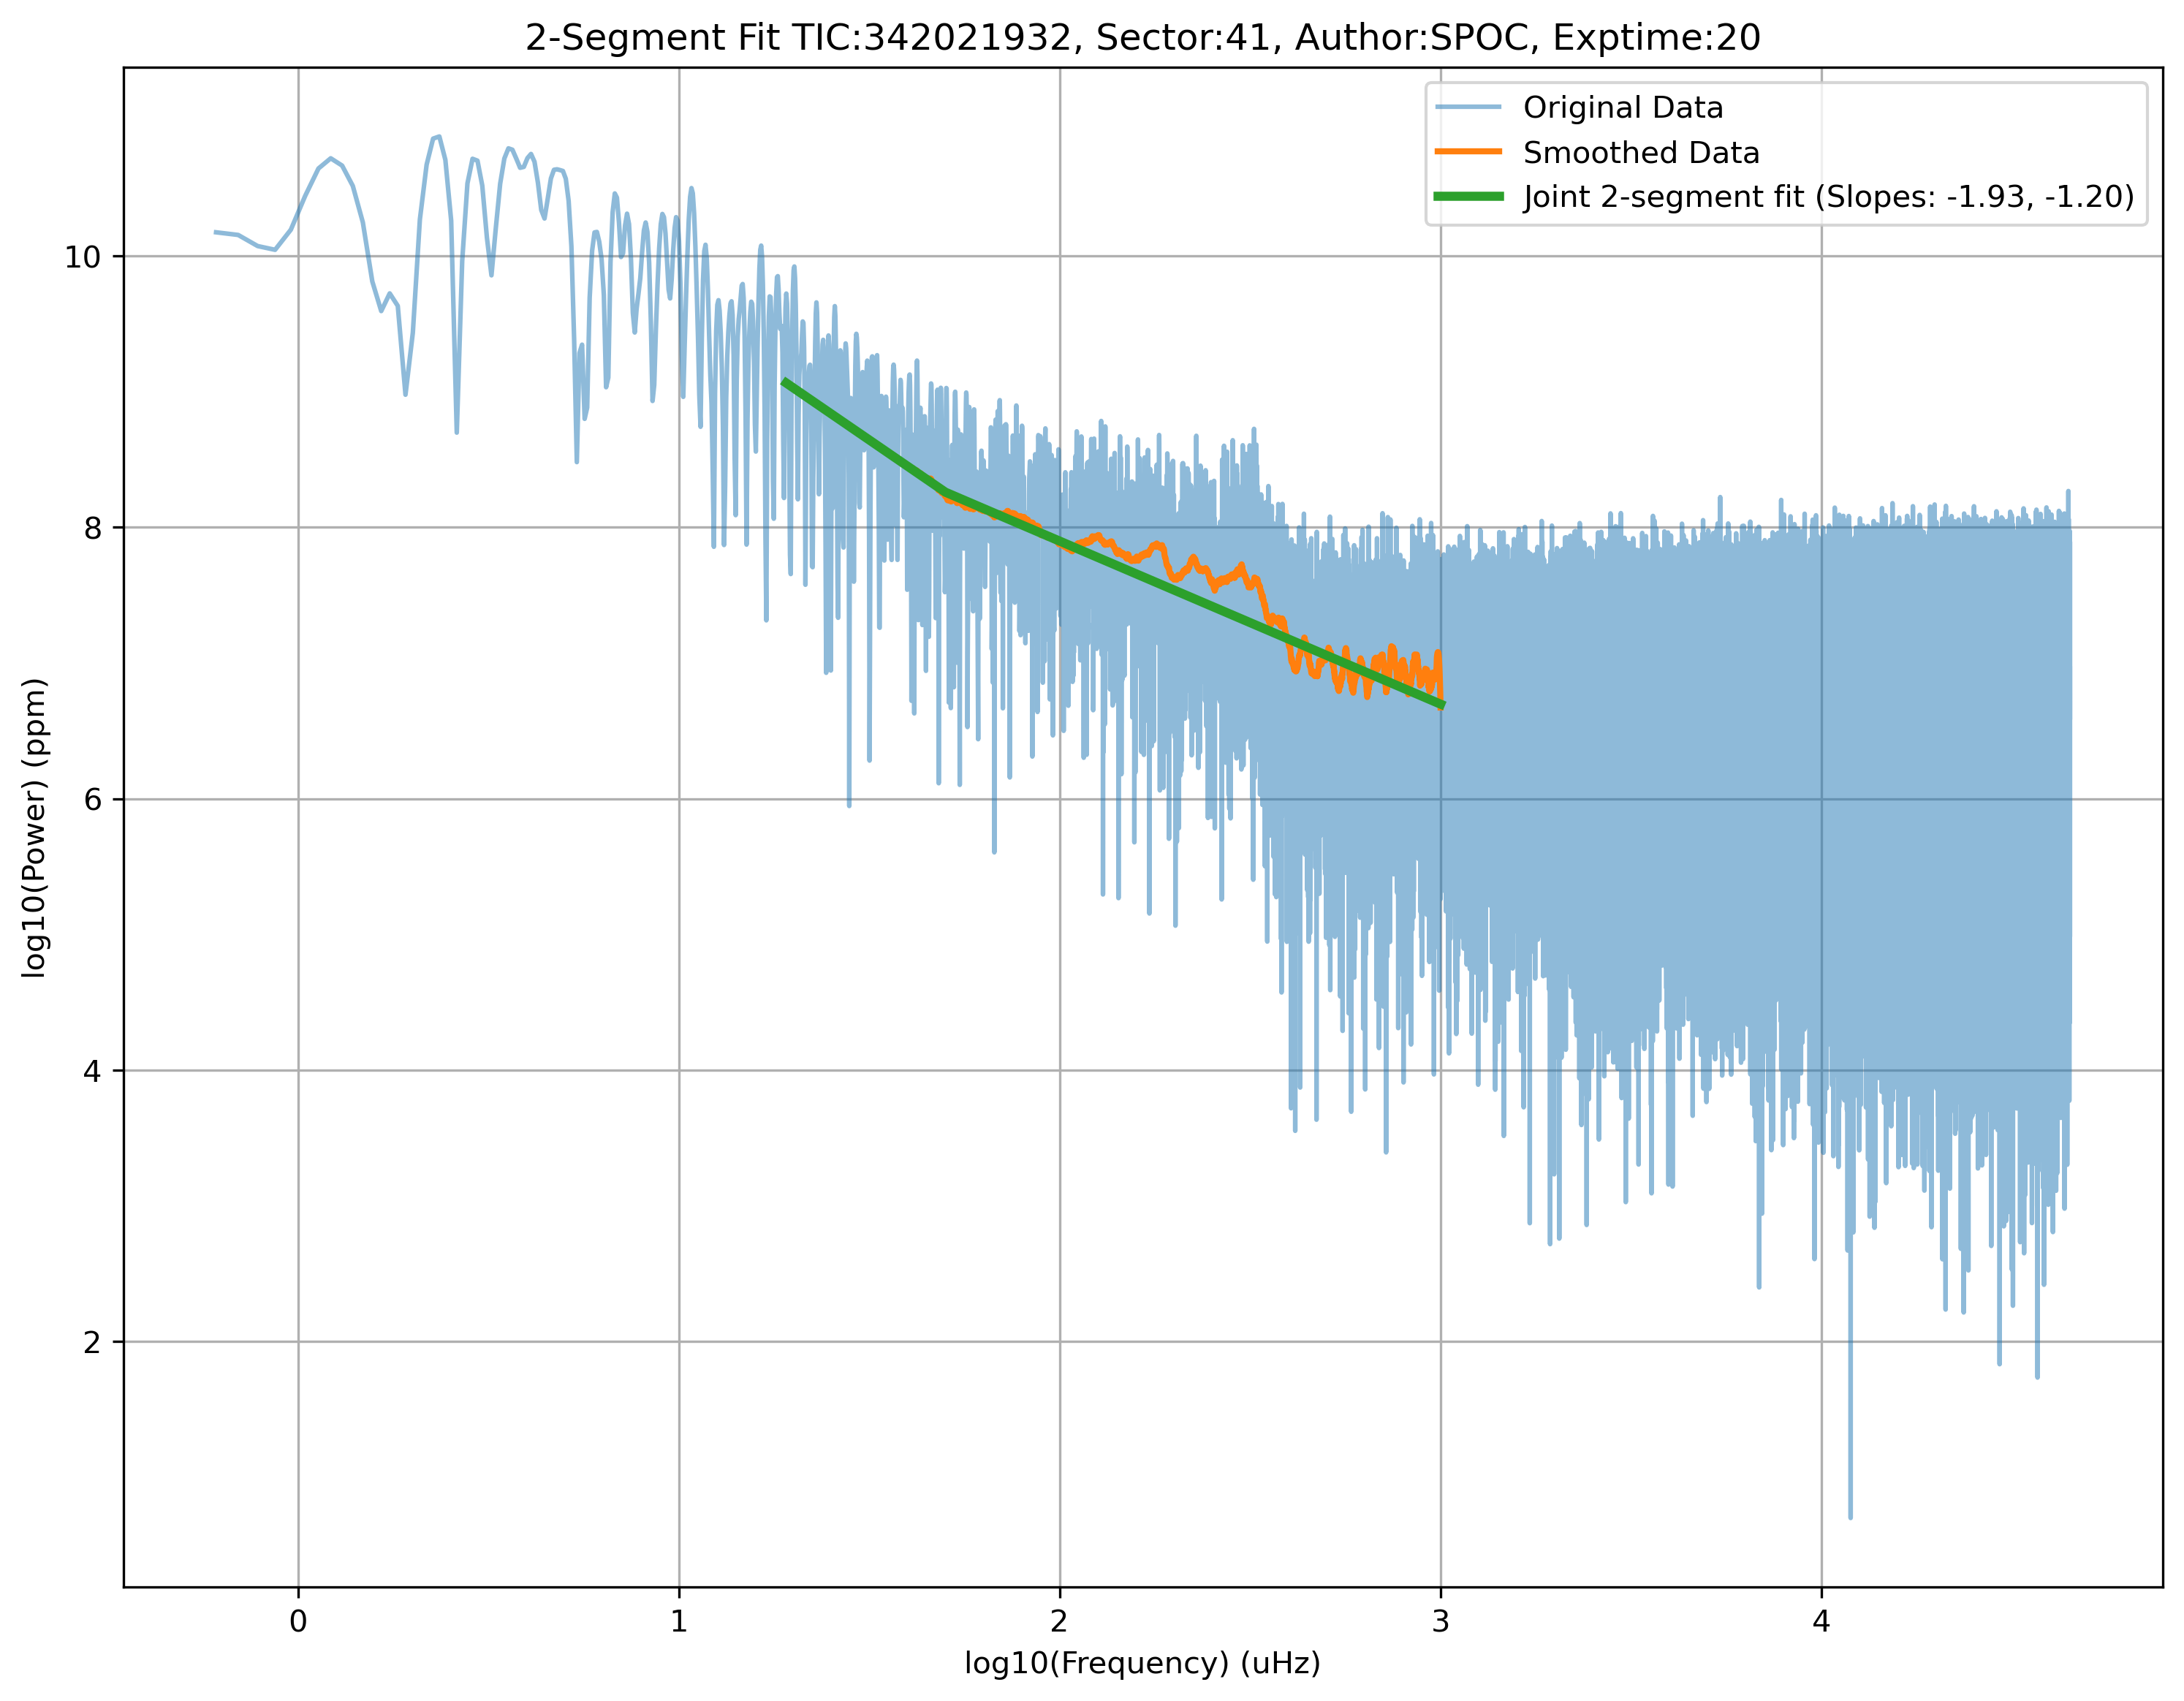 2-Segment Fit TIC:342021932, Sector:41, Author:SPOC, Exptime:20
Original Data
Smoothed Data
Joint 2-segment fit (Slopes: -1.93, -1.20)
log10(Power) (ppm)
10
8
6
4
2
0 1 2 3 4
log10(Frequency) (uHz)